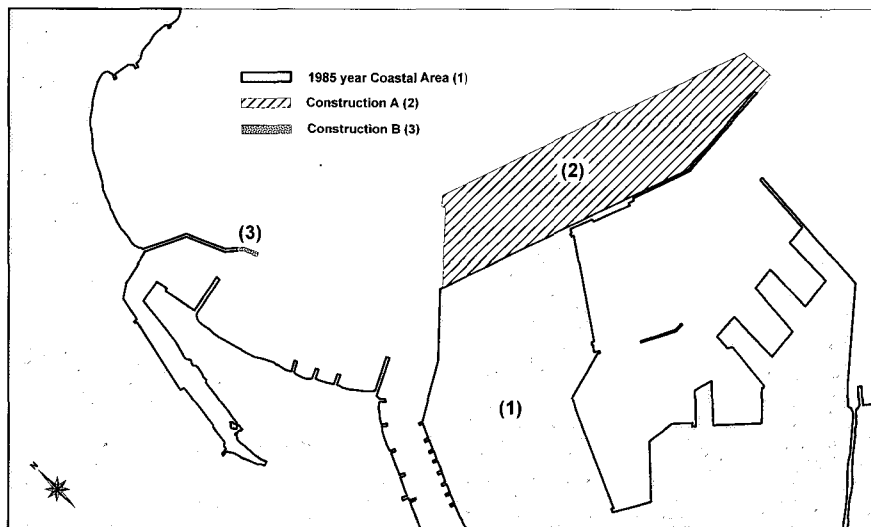 1985 year Coastal Area (1)
Construction A (2)
Construction B (3)
(2)
(3)
(1)
N